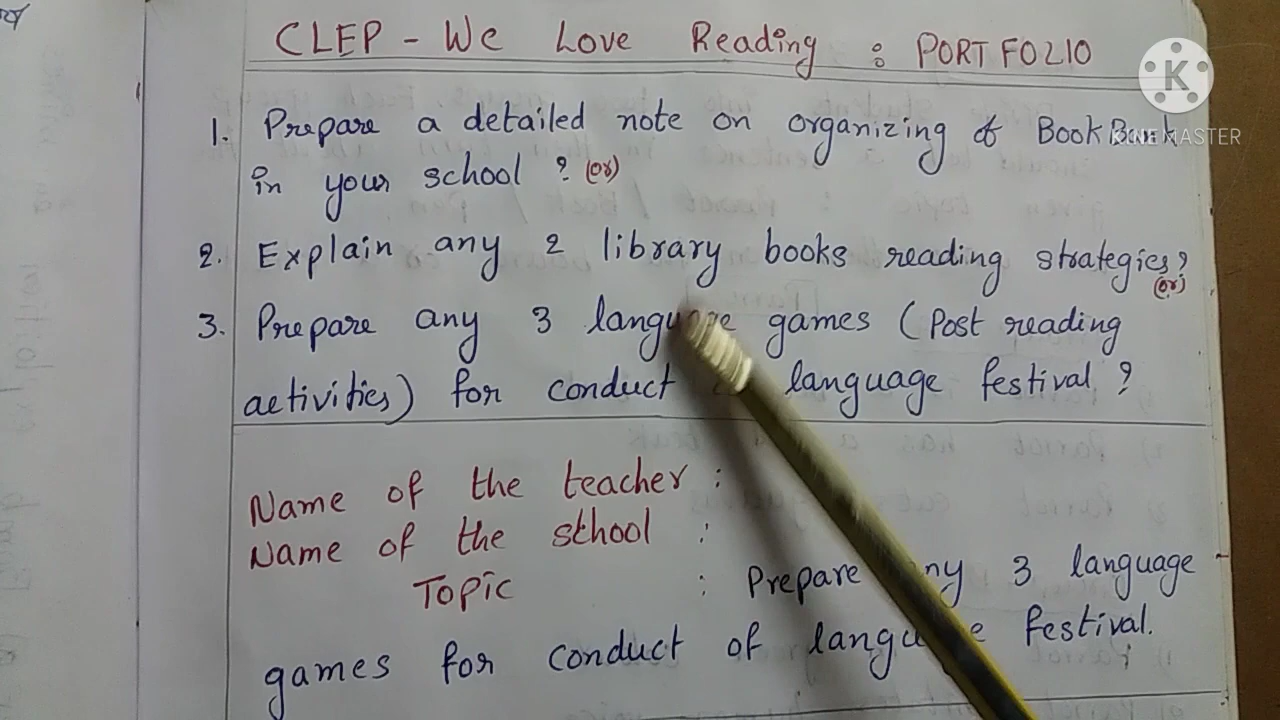 CLEP - We Love Reading : PORTFOLIO
KINEMASTER
1. Prepare a detailed note on organizing of Book Bank
in your school ? (or)
2. Explain any 2 library books reading strategies?
(or)
3. Prepare any 3 language games (Post reading
activities) for conduct language festival ?
Name of the teacher :
Name of the school :
Topic : Prepare any 3 language
games for conduct of language festival.